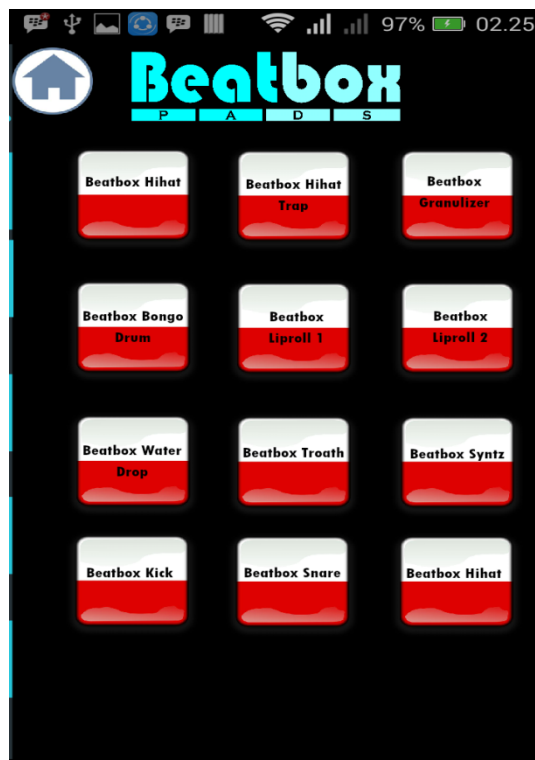 97% 02.25
Beatbox
P A D S
Beatbox Hihat
Beatbox Hihat
Trap
Beatbox
Granulizer
Beatbox Bongo
Drum
Beatbox
Liproll 1
Beatbox
Liproll 2
Beatbox Water
Drop
Beatbox Troath
Beatbox Syntz
Beatbox Kick
Beatbox Snare
Beatbox Hihat